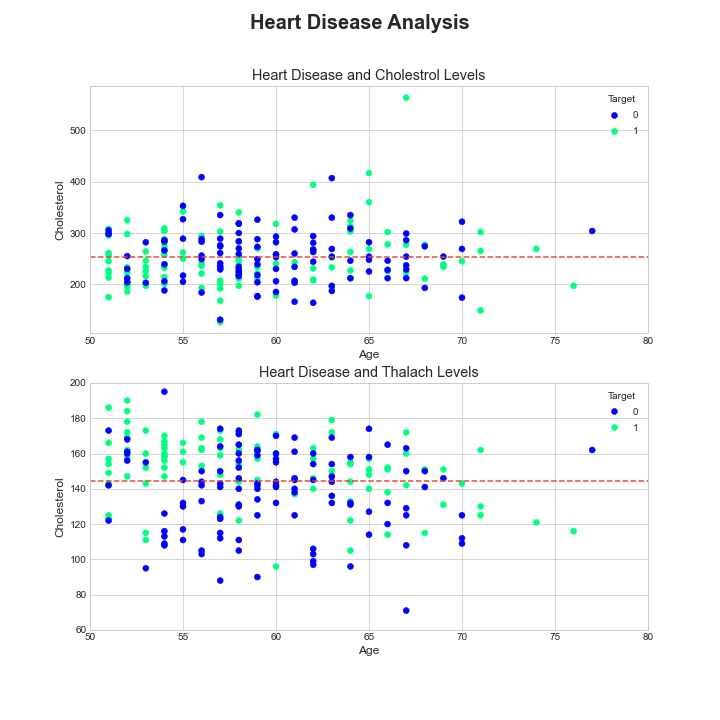 Heart Disease Analysis
Heart Disease and Cholestrol Levels
Target
0
1
500
400
300
200
Cholesterol
50 55 60 65 70 75 80
Age
Heart Disease and Thalach Levels
Target
0
1
200
180
160
140
120
100
80
60
Cholesterol
50 55 60 65 70 75 80
Age